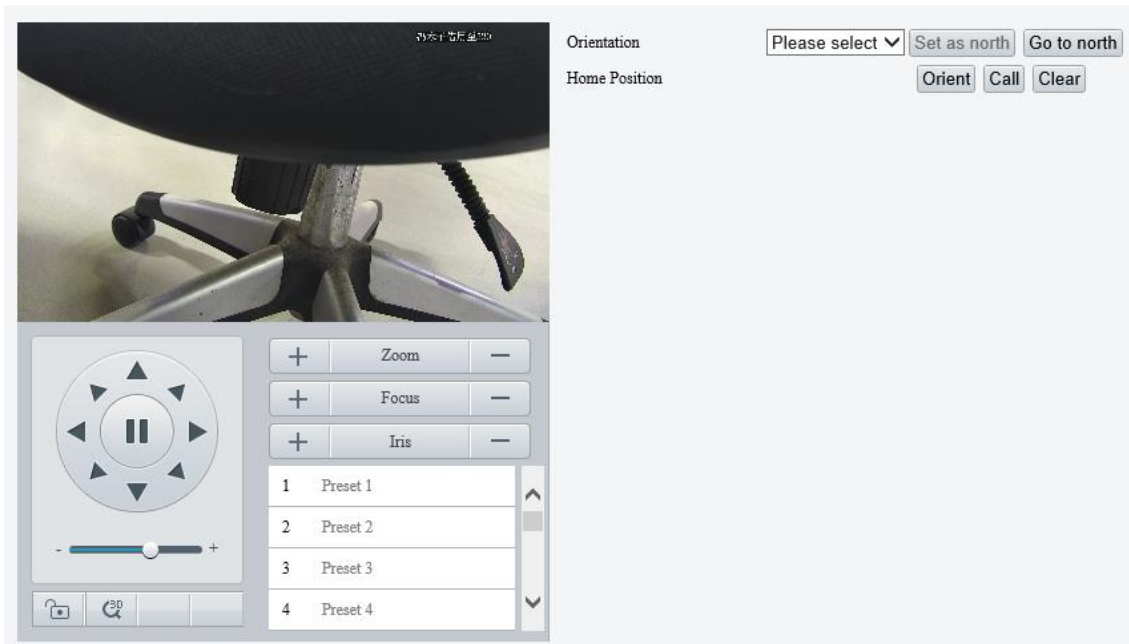 Orientation Please select Set as north Go to north
Home Position Orient Call Clear
+ Zoom −
+ Focus −
+ Iris −
1 Preset 1
2 Preset 2
3 Preset 3
4 Preset 4
- +
3D